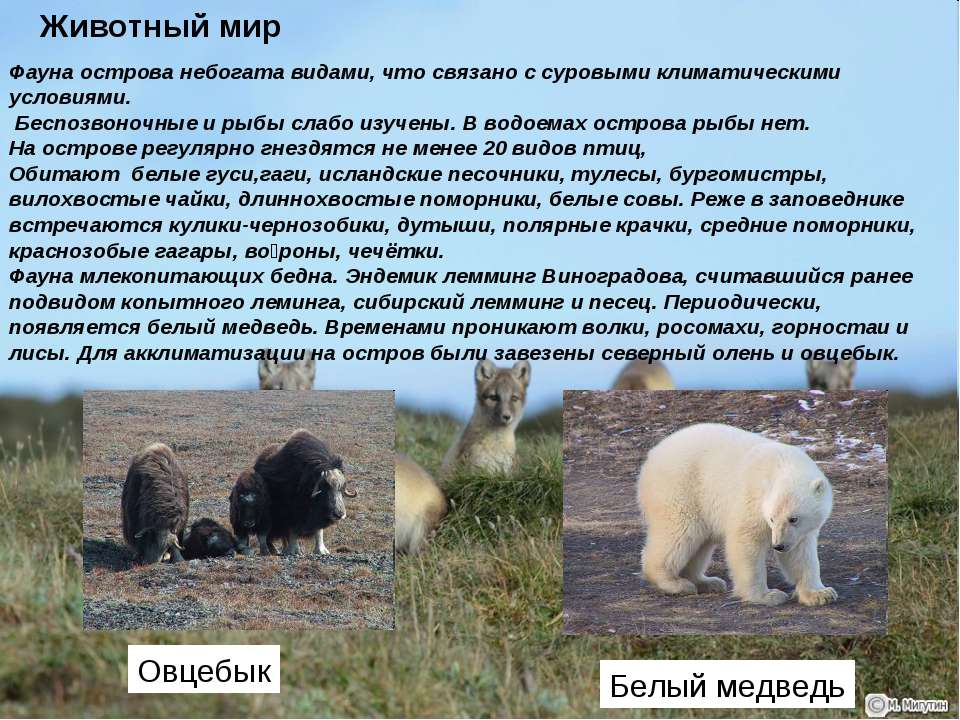 Животный мир
Фауна острова небогата видами, что связано с суровыми климатическими
условиями.
Беспозвоночные и рыбы слабо изучены. В водоемах острова рыбы нет.
На острове регулярно гнездятся не менее 20 видов птиц,
Обитают белые гуси,гаги, исландские песочники, тулесы, бургомистры,
вилохвостые чайки, длиннохвостые поморники, белые совы. Реже в заповеднике
встречаются кулики-чернозобики, дутыши, полярные крачки, средние поморники,
краснозобые гагары, во▯роны, чечётки.
Фауна млекопитающих бедна. Эндемик лемминг Виноградова, считавшийся ранее
подвидом копытного леминга, сибирский лемминг и песец. Периодически,
появляется белый медведь. Временами проникают волки, росомахи, горностаи и
лисы. Для акклиматизации на остров были завезены северный олень и овцебык.
Овцебык
Белый медведь
© М. Мигутин